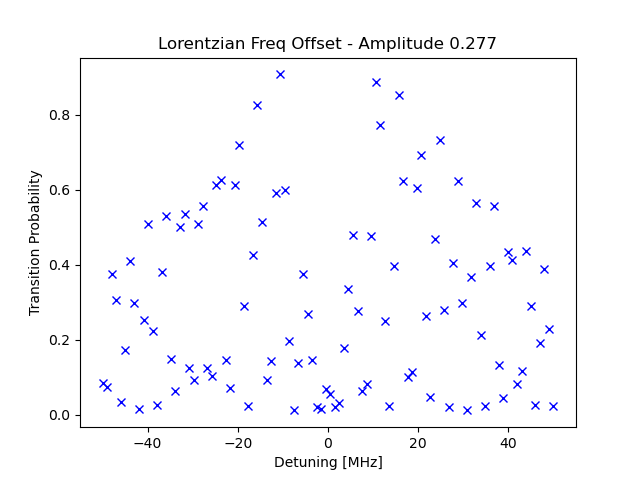 Lorentzian Freq Offset - Amplitude 0.277
Transition Probability
0.8
0.6
0.4
0.2
0.0
−40 −20 0 20 40
Detuning [MHz]